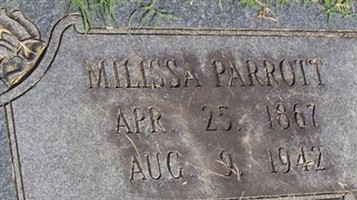 MILISSA PARROTT
APR. 25. 1867
AUG. 9. 1942